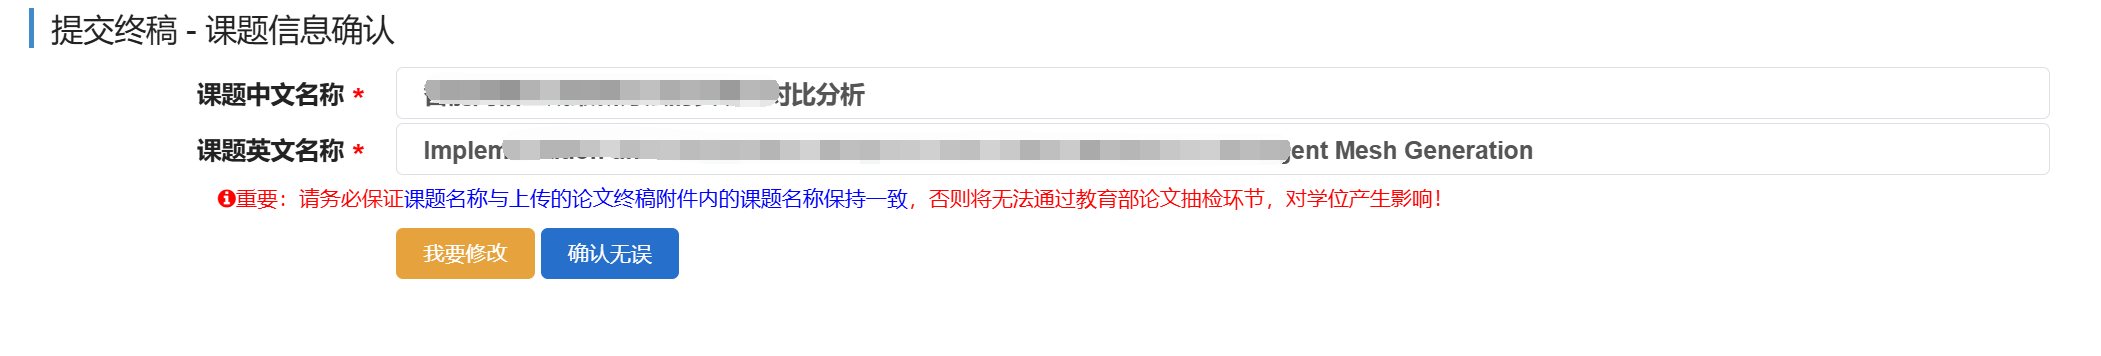 提交终稿 - 课题信息确认
课题中文名称 * 对比分析
课题英文名称 * Implem gent Mesh Generation
重要：请务必保证课题名称与上传的论文终稿附件内的课题名称保持一致，否则将无法通过教育部论文抽检环节，对学位产生影响！
我要修改 确认无误